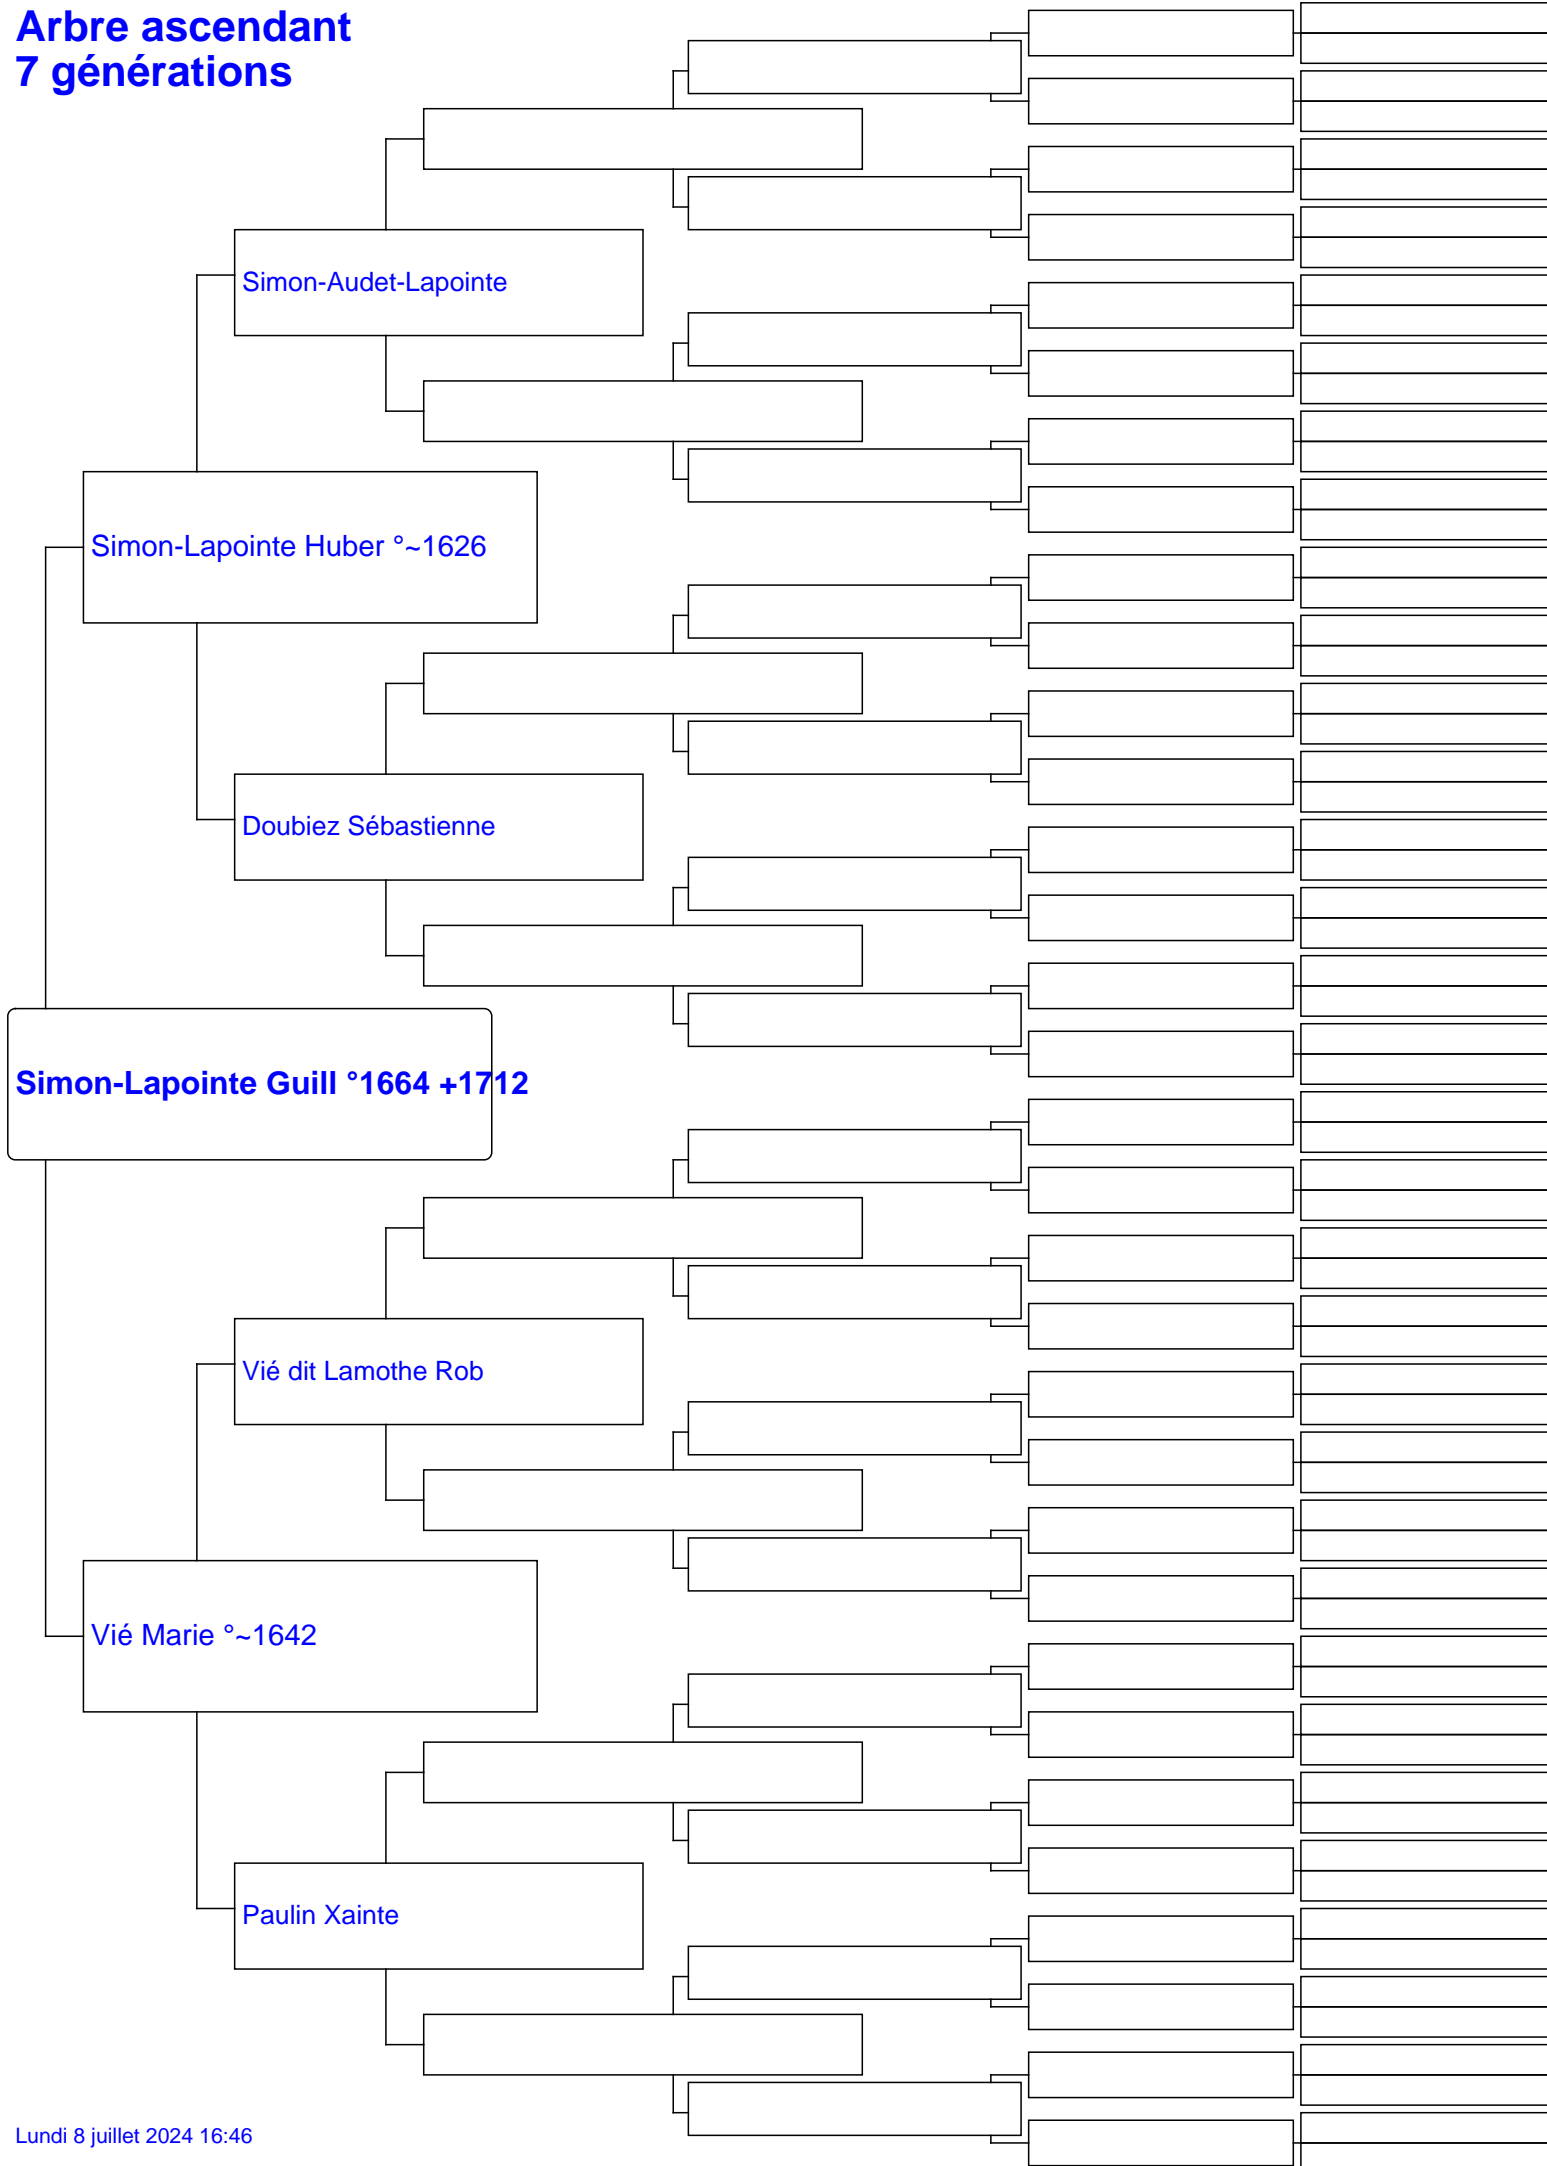 Arbre ascendant
7 générations
Simon-Audet-Lapointe
Simon-Lapointe Huber °~1626
Doubiez Sébastienne
Simon-Lapointe Guill °1664 +1712
Vié dit Lamothe Rob
Vié Marie °~1642
Paulin Xainte
Lundi 8 juillet 2024 16:46